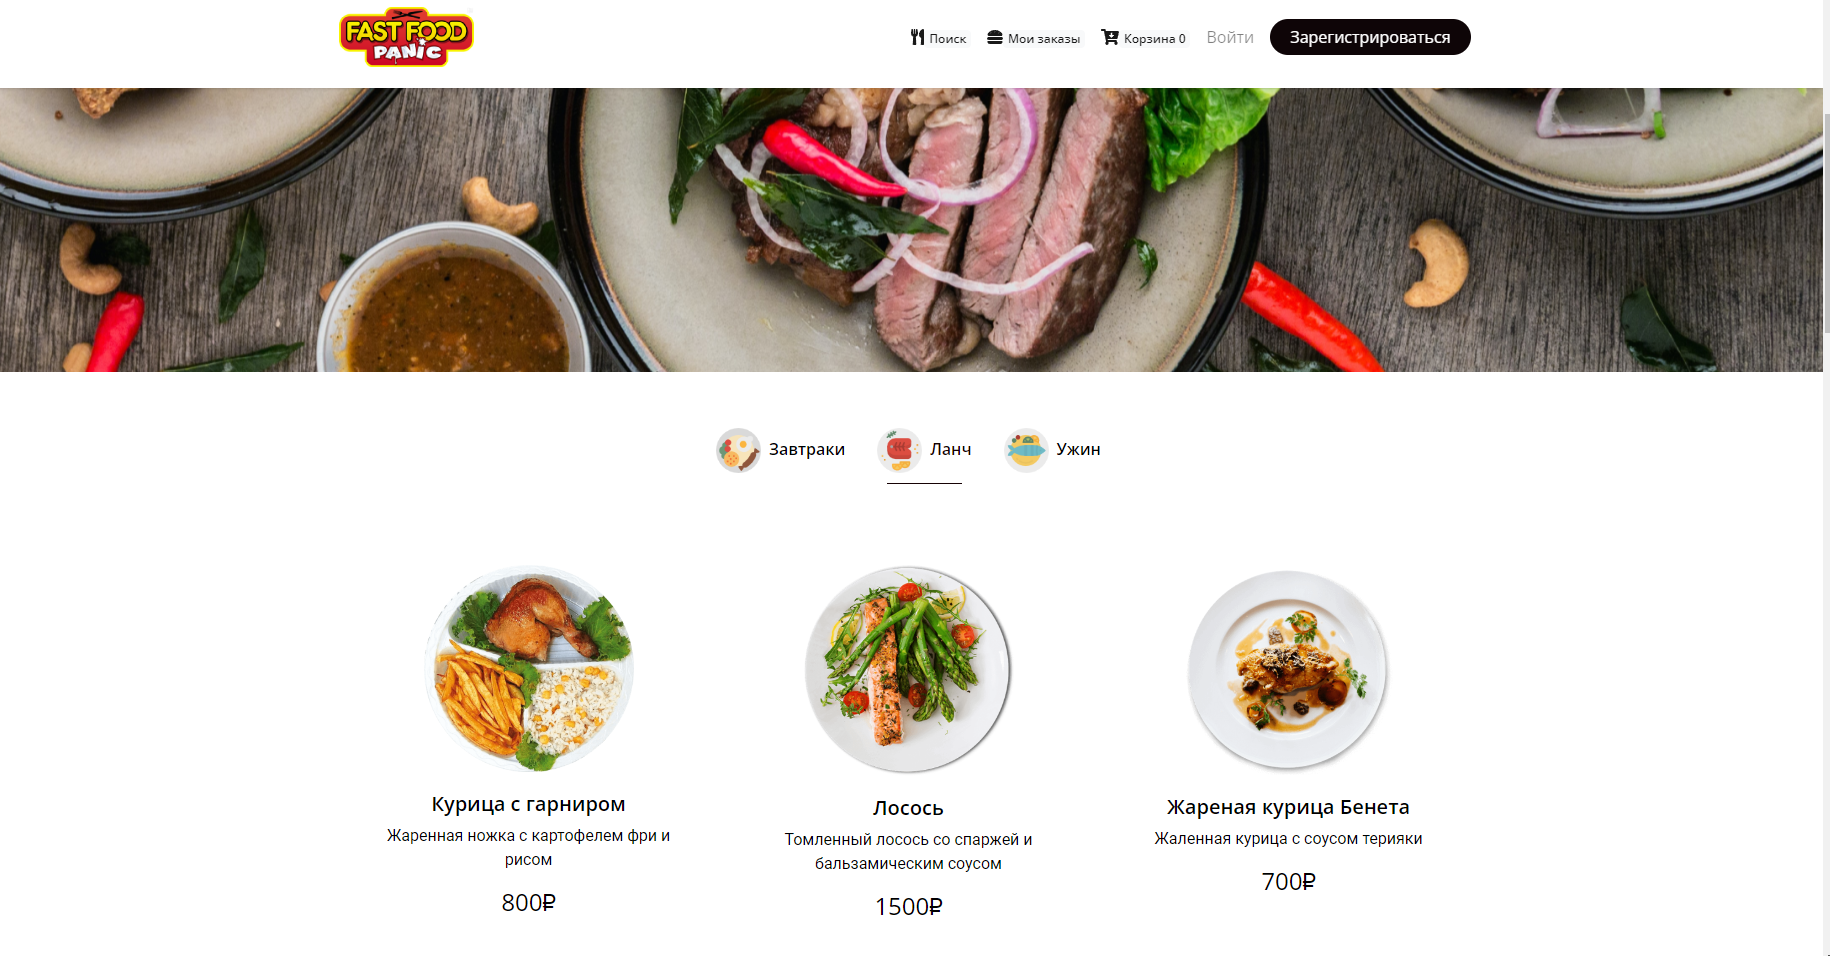 FAST FOOD
PANIC
Поиск
Мои заказы
Корзина 0
Войти
Зарегистрироваться
Завтраки
Ланч
Ужин
Курица с гарниром
Жаренная ножка с картофелем фри и
рисом
800₽
Лосось
Томленный лосось со спаржей и
бальзамическим соусом
1500₽
Жареная курица Бенета
Жаленная курица с соусом терияки
700₽